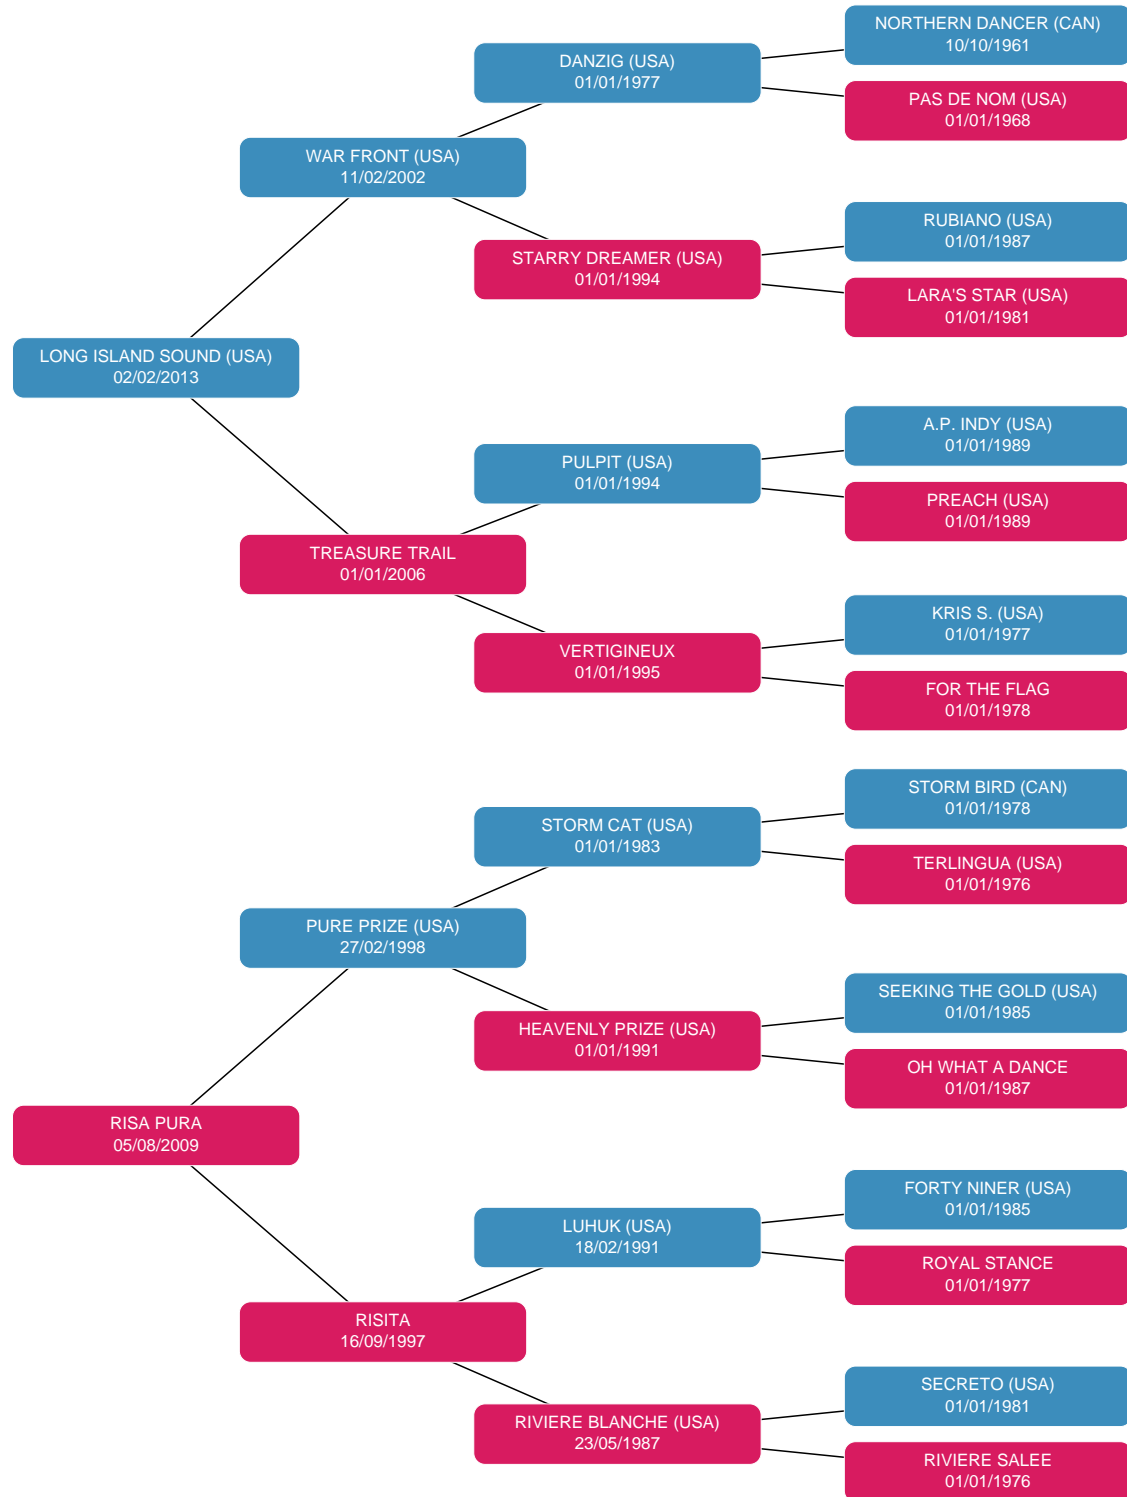 NORTHERN DANCER (CAN)
10/10/1961
DANZIG (USA)
01/01/1977
PAS DE NOM (USA)
01/01/1968
WAR FRONT (USA)
11/02/2002
RUBIANO (USA)
01/01/1987
STARRY DREAMER (USA)
01/01/1994
LARA'S STAR (USA)
01/01/1981
LONG ISLAND SOUND (USA)
02/02/2013
A.P. INDY (USA)
01/01/1989
PULPIT (USA)
01/01/1994
PREACH (USA)
01/01/1989
TREASURE TRAIL
01/01/2006
KRIS S. (USA)
01/01/1977
VERTIGINEUX
01/01/1995
FOR THE FLAG
01/01/1978
STORM BIRD (CAN)
01/01/1978
STORM CAT (USA)
01/01/1983
TERLINGUA (USA)
01/01/1976
PURE PRIZE (USA)
27/02/1998
SEEKING THE GOLD (USA)
01/01/1985
HEAVENLY PRIZE (USA)
01/01/1991
OH WHAT A DANCE
01/01/1987
RISA PURA
05/08/2009
FORTY NINER (USA)
01/01/1985
LUHUK (USA)
18/02/1991
ROYAL STANCE
01/01/1977
RISITA
16/09/1997
SECRETO (USA)
01/01/1981
RIVIERE BLANCHE (USA)
23/05/1987
RIVIERE SALEE
01/01/1976